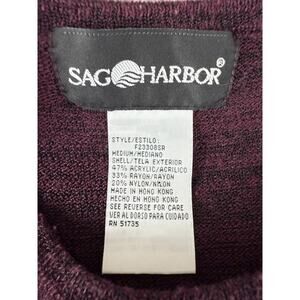 SAG HARBOR®
STYLE/ESTILO:
F23308SR
MEDIUM/MEDIANO
SHELL/TELA EXTERIOR
47% ACRYLIC/ACRILICO
33% RAYON/RAYON
20% NYLON/NILON
MADE IN HONG KONG
HECHO EN HONG KONG
SEE REVERSE FOR CARE
VER AL DORSO PARA CUIDADO
RN 51735